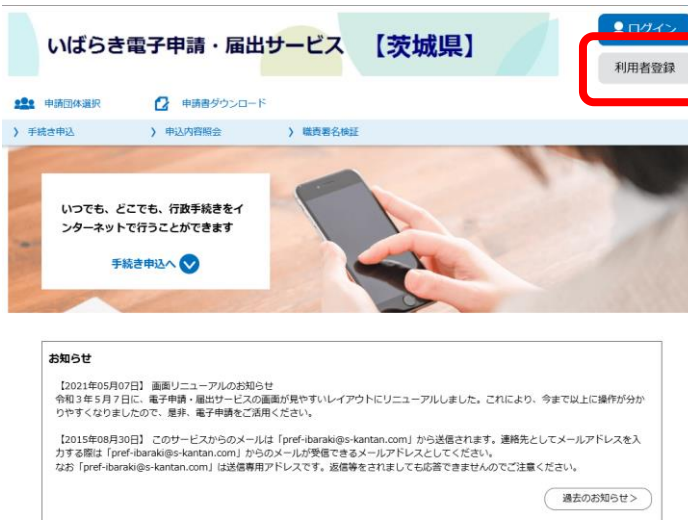 いばらき電子申請・届出サービス 【茨城県】
ログイン
利用者登録
申請団体選択 申請書ダウンロード
> 手続き申込 > 申込内容照会 > 職責署名検証
いつでも、どこでも、行政手続きをイ
ンターネットで行うことができます
手続き申込へ
お知らせ
【2021年05月07日】 画面リニューアルのお知らせ
令和3年5月7日に、電子申請・届出サービスの画面が見やすいレイアウトにリニューアルしました。これにより、今まで以上に操作が分か
りやすくなりましたので、是非、電子申請をご活用ください。
【2015年08月30日】 このサービスからのメールは「pref-ibaraki@s-kantan.com」から送信されます。連絡先としてメールアドレスを入
力する際は「pref-ibaraki@s-kantan.com」からのメールが受信できるメールアドレスとしてください。
なお「pref-ibaraki@s-kantan.com」は送信専用アドレスです。返信等をされましても応答できませんのでご注意ください。
過去のお知らせ>